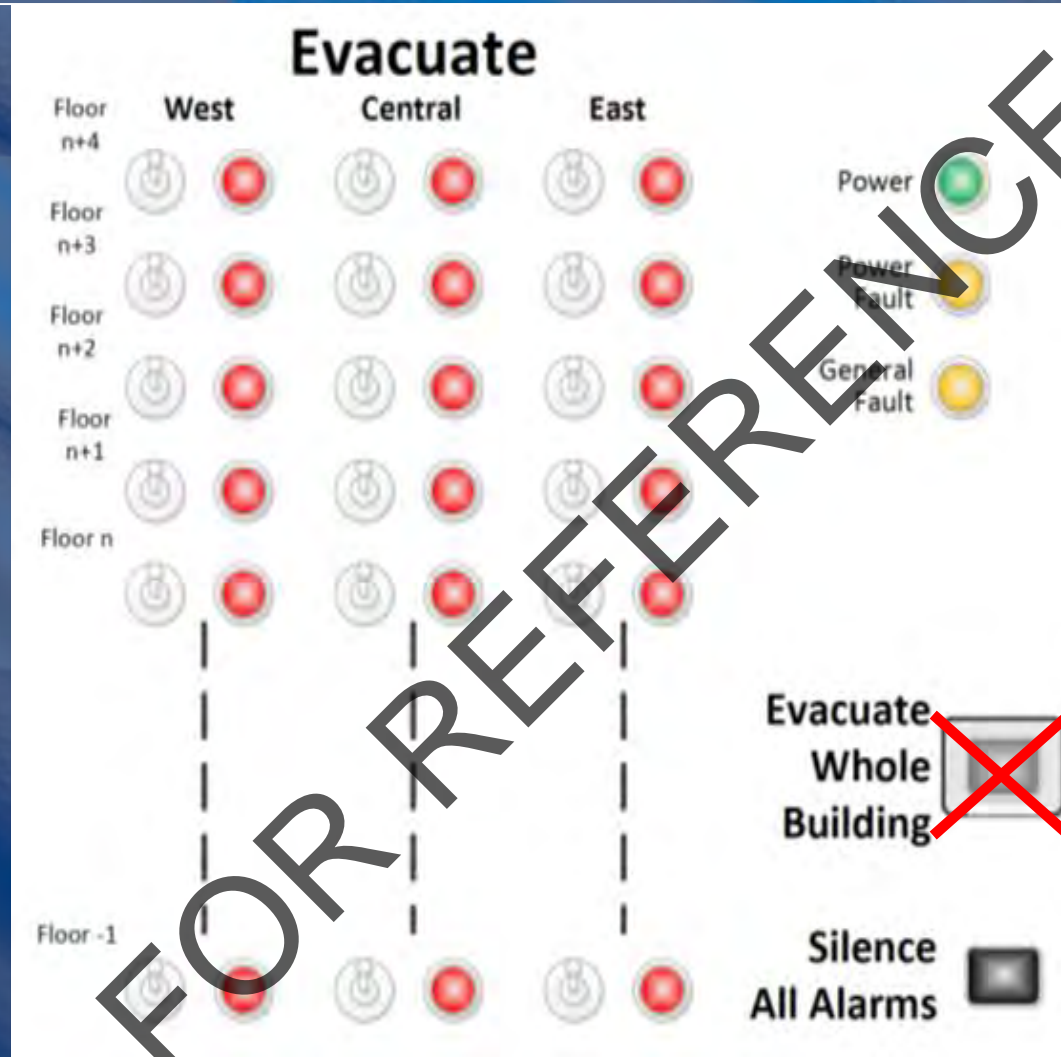 Evacuate
West Central East
Floor
n+4
Floor
n+3
Floor
n+2
Floor
n+1
Floor n
Floor -1
Power
Power
Fault
General
Fault
Evacuate
Whole
Building
Silence
All Alarms
FOR REFERENCE